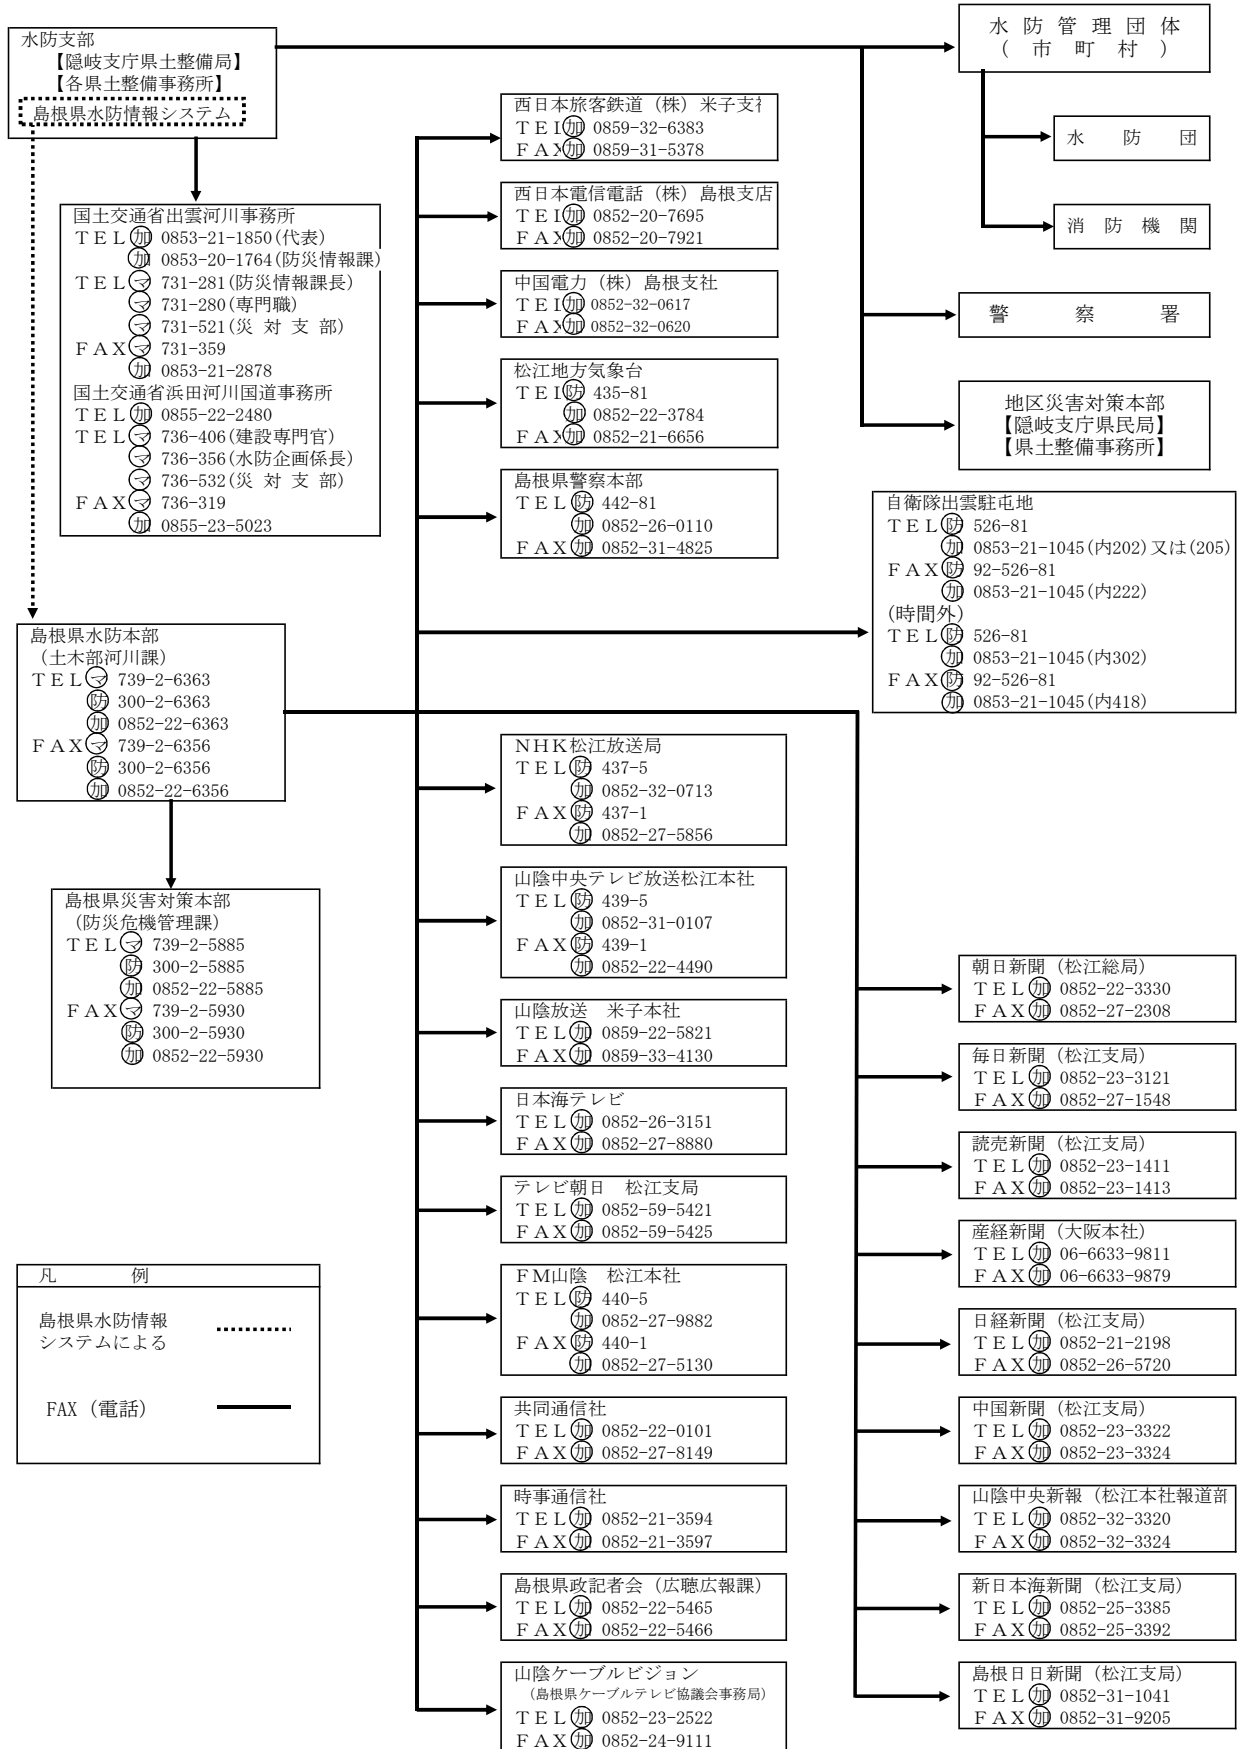 水防支部
【隠岐支庁県土整備局】
【各県土整備事務所】
島根県水防情報システム
国土交通省出雲河川事務所
ＴＥＬ㋕ 0853-21-1850(代表)
加 0853-20-1764(防災情報課)
ＴＥＬマ 731-281(防災情報課長)
マ 731-280(専門職)
マ 731-521(災 対 支 部)
ＦＡＸマ 731-359
加 0853-21-2878
国土交通省浜田河川国道事務所
ＴＥＬ加 0855-22-2480
ＴＥＬマ 736-406(建設専門官)
マ 736-356(水防企画係長)
マ 736-532(災 対 支 部)
ＦＡＸマ 736-319
加 0855-23-5023
島根県水防本部
（土木部河川課）
ＴＥＬマ 739-2-6363
防 300-2-6363
加 0852-22-6363
ＦＡＸマ 739-2-6356
防 300-2-6356
加 0852-22-6356
島根県災害対策本部
（防災危機管理課）
ＴＥＬマ 739-2-5885
防 300-2-5885
加 0852-22-5885
ＦＡＸマ 739-2-5930
防 300-2-5930
加 0852-22-5930
凡 例
島根県水防情報
システムによる
FAX（電話）
西日本旅客鉄道（株）米子支
ＴＥＬ加 0859-32-6383
ＦＡＸ加 0859-31-5378
西日本電信電話（株）島根支店
ＴＥＬ加 0852-20-7695
ＦＡＸ加 0852-20-7921
中国電力（株）島根支社
ＴＥＬ加 0852-32-0617
ＦＡＸ加 0852-32-0620
松江地方気象台
ＴＥＬ防 435-81
加 0852-22-3784
ＦＡＸ加 0852-21-6656
島根県警察本部
ＴＥＬ防 442-81
加 0852-26-0110
ＦＡＸ加 0852-31-4825
ＮＨＫ松江放送局
ＴＥＬ防 437-5
加 0852-32-0713
ＦＡＸ防 437-1
加 0852-27-5856
山陰中央テレビ放送松江本社
ＴＥＬ防 439-5
加 0852-31-0107
ＦＡＸ防 439-1
加 0852-22-4490
山陰放送　米子本社
ＴＥＬ加 0859-22-5821
ＦＡＸ加 0859-33-4130
日本海テレビ
ＴＥＬ加 0852-26-3151
ＦＡＸ加 0852-27-8880
テレビ朝日　松江支局
ＴＥＬ加 0852-59-5421
ＦＡＸ加 0852-59-5425
ＦＭ山陰　松江本社
ＴＥＬ防 440-5
加 0852-27-9882
ＦＡＸ防 440-1
加 0852-27-5130
共同通信社
ＴＥＬ加 0852-22-0101
ＦＡＸ加 0852-27-8149
時事通信社
ＴＥＬ加 0852-21-3594
ＦＡＸ加 0852-21-3597
島根県政記者会（広聴広報課）
ＴＥＬ加 0852-22-5465
ＦＡＸ加 0852-22-5466
山陰ケーブルビジョン
（島根県ケーブルテレビ協議会事務局）
ＴＥＬ加 0852-23-2522
ＦＡＸ加 0852-24-9111
水 防 管 理 団 体
（ 市 町 村 ）
水 防 団
消 防 機 関
警 察 署
地区災害対策本部
【隠岐支庁県民局】
【県土整備事務所】
自衛隊出雲駐屯地
ＴＥＬ防 526-81
加 0853-21-1045(内202)又は(205)
ＦＡＸ防 92-526-81
加 0853-21-1045(内222)
(時間外)
ＴＥＬ防 526-81
加 0853-21-1045(内302)
ＦＡＸ防 92-526-81
加 0853-21-1045(内418)
朝日新聞（松江総局）
ＴＥＬ加 0852-22-3330
ＦＡＸ加 0852-27-2308
毎日新聞（松江支局）
ＴＥＬ加 0852-23-3121
ＦＡＸ加 0852-27-1548
読売新聞（松江支局）
ＴＥＬ加 0852-23-1411
ＦＡＸ加 0852-23-1413
産経新聞（大阪本社）
ＴＥＬ加 06-6633-9811
ＦＡＸ加 06-6633-9879
日経新聞（松江支局）
ＴＥＬ加 0852-21-2198
ＦＡＸ加 0852-26-5720
中国新聞（松江支局）
ＴＥＬ加 0852-23-3322
ＦＡＸ加 0852-23-3324
山陰中央新報（松江本社報道部
ＴＥＬ加 0852-32-3320
ＦＡＸ加 0852-32-3324
新日本海新聞（松江支局）
ＴＥＬ加 0852-25-3385
ＦＡＸ加 0852-25-3392
島根日日新聞（松江支局）
ＴＥＬ加 0852-31-1041
ＦＡＸ加 0852-31-9205